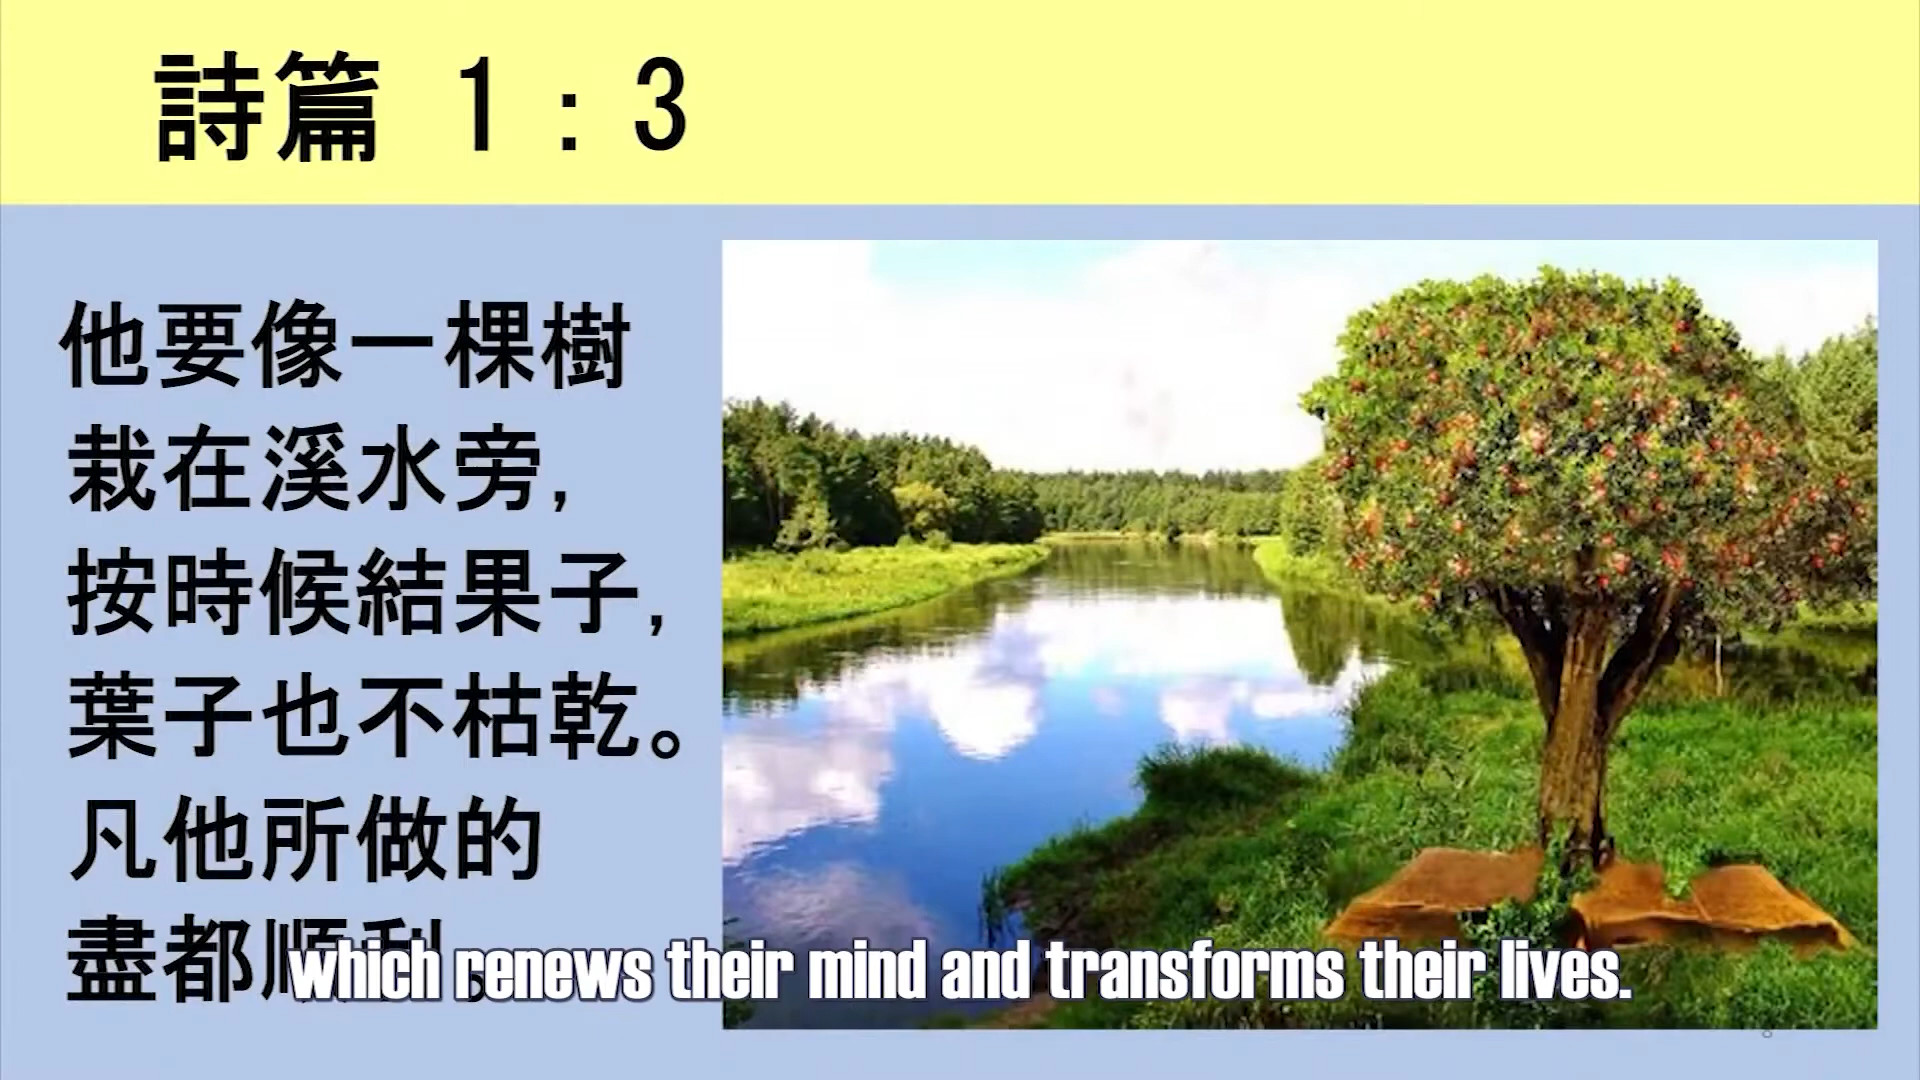 詩篇 1：3
他要像一棵樹
栽在溪水旁,
按時候結果子,
葉子也不枯乾。
凡他所做的
盡都順利。
which renews their mind and transforms their lives.